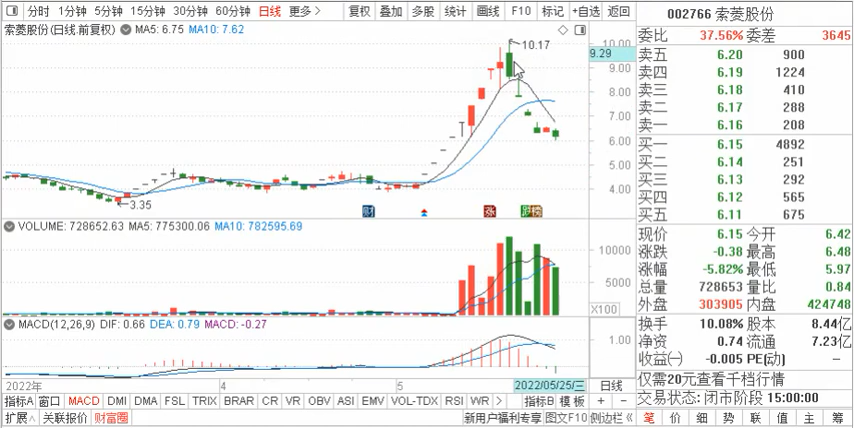 分时 1分钟 5分钟 15分钟 30分钟 60分钟 日线 更多 复权 叠加 多股 统计 画线 F10 标记 +自选 返回
索菱股份(日线.前复权) MA5: 6.75 MA10: 7.62
10.17
10.00
9.29
9.00
8.00
7.00
6.00
5.00
4.00
3.35
财 涨 跌 榜
VOLUME: 728652.63 MA5: 775300.06 MA10: 782595.69
10000
5000
X100
MACD(12,26,9) DIF: 0.66 DEA: 0.79 MACD: -0.27
1.00
2022年 4 5 2022/05/25/三 日线
指标A 窗口 MACD DMI DMA FSL TRIX BRAR CR VR OBV ASI EMV VOL-TDX RSI WR 指标B 模板 + −
扩展∧ 关联报价 财富圈 新用户福利专享 图文F10 侧边栏
002766 索菱股份
委比 37.56% 委差 3645
卖五 6.20 900
卖四 6.19 1224
卖三 6.18 410
卖二 6.17 288
卖一 6.16 208
买一 6.15 4892
买二 6.14 251
买三 6.13 292
买四 6.12 565
买五 6.11 675
现价 6.15 今开 6.42
涨跌 -0.38 最高 6.48
涨幅 -5.82% 最低 5.97
总量 728653 量比 0.84
外盘 303905 内盘 424748
换手 10.08% 股本 8.44亿
净资 0.74 流通 7.23亿
收益㈠ -0.005 PE(动) –
仅需20元查看千档行情
交易状态: 闭市阶段 15:00:00
笔 价 细 势 联 值 主 筹